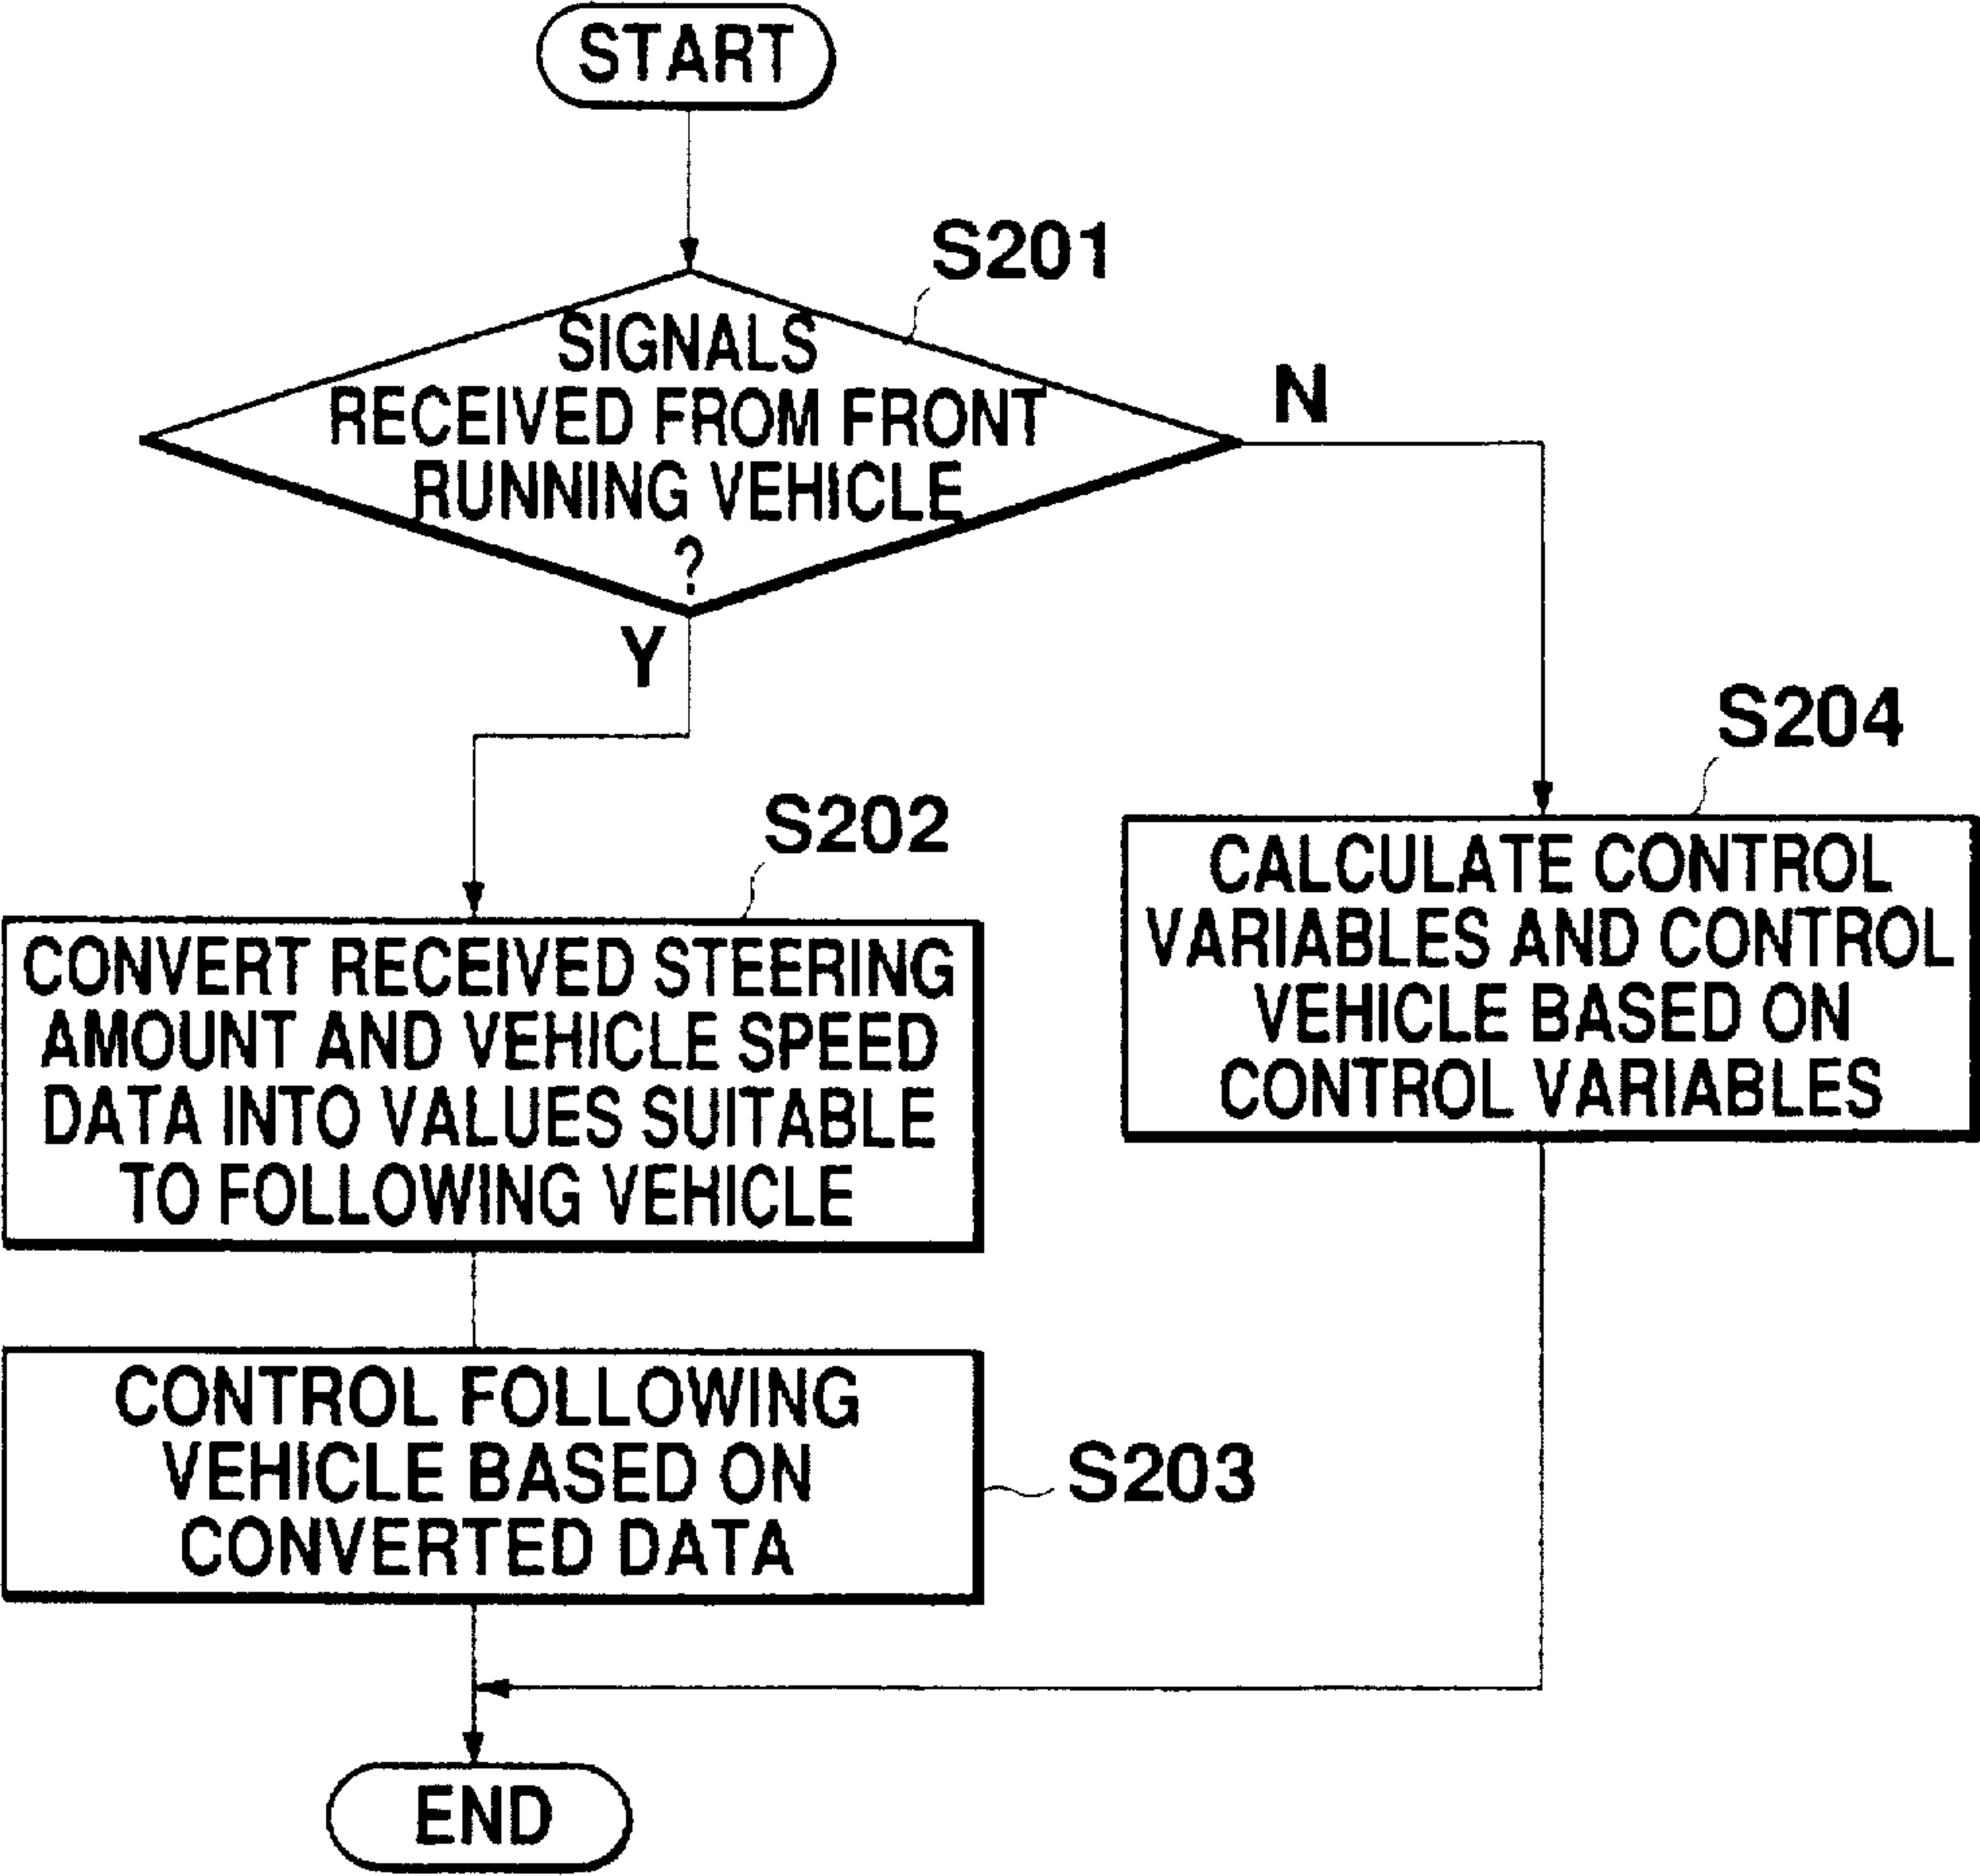 START
S201
SIGNALS
RECEIVED FROM FRONT
RUNNING VEHICLE
?
N
Y
S202
CONVERT RECEIVED STEERING
AMOUNT AND VEHICLE SPEED
DATA INTO VALUES SUITABLE
TO FOLLOWING VEHICLE
S204
CALCULATE CONTROL
VARIABLES AND CONTROL
VEHICLE BASED ON
CONTROL VARIABLES
CONTROL FOLLOWING
VEHICLE BASED ON
CONVERTED DATA
S203
END